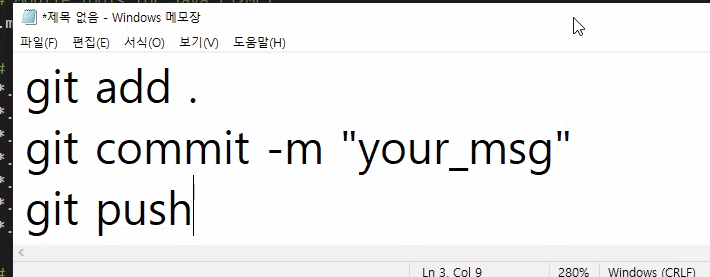 *제목 없음 - Windows 메모장
파일(F) 편집(E) 서식(O) 보기(V) 도움말(H)
git add .
git commit -m "your_msg"
git push
Ln 3, Col 9 280% Windows (CRLF)